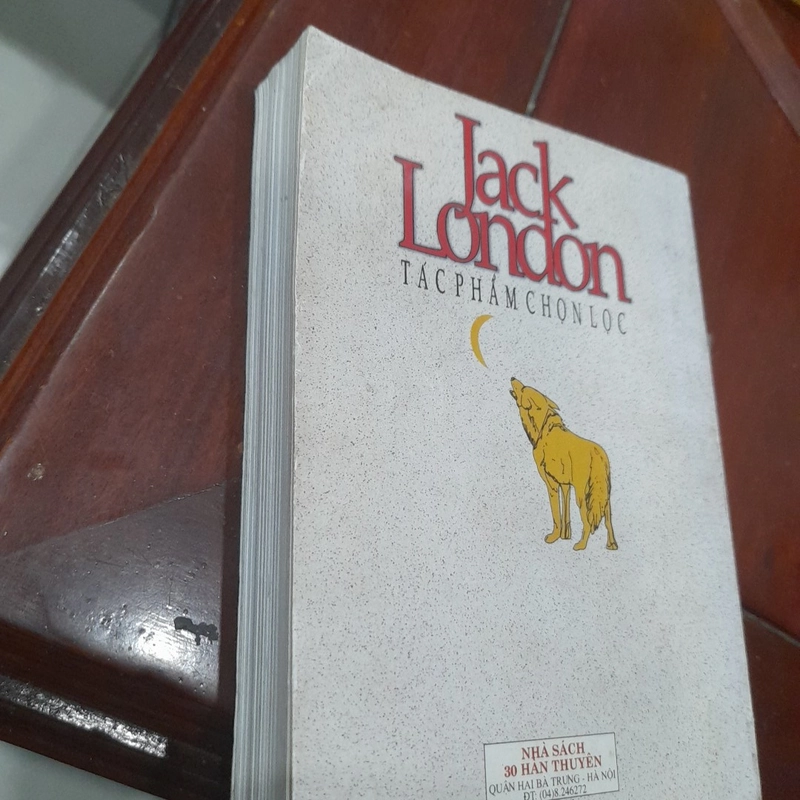 Jack
London
TÁC PHẨM CHỌN LỌC
NHÀ SÁCH
30 HÀN THUYÊN
QUẬN HAI BÀ TRƯNG - HÀ NỘI
ĐT: (04)8.246272